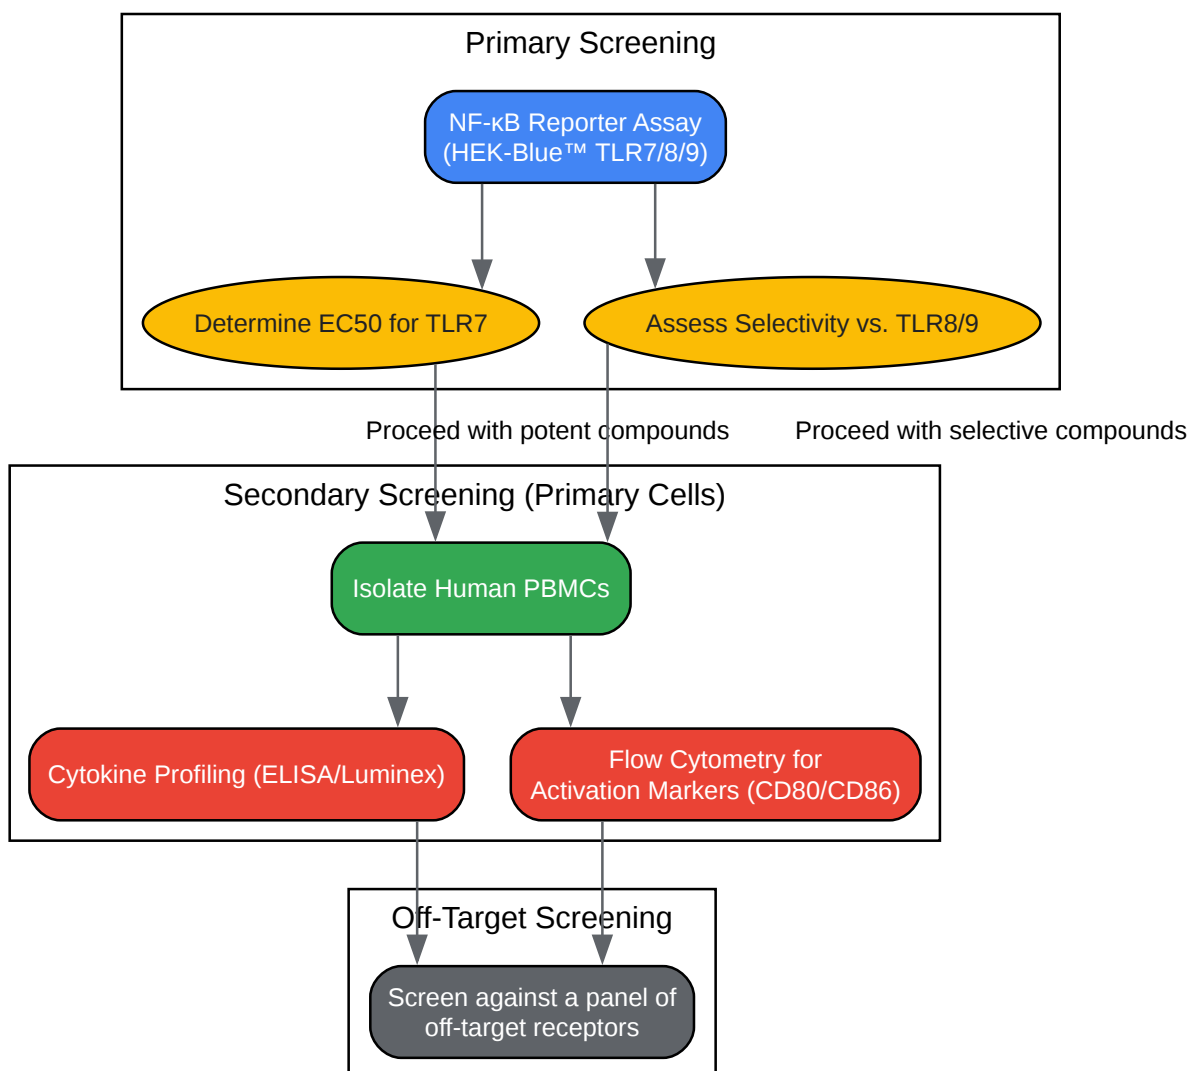 Primary Screening
NF-κB Reporter Assay
(HEK-Blue™ TLR7/8/9)
Determine EC50 for TLR7
Assess Selectivity vs. TLR8/9
Proceed with potent compounds
Proceed with selective compounds
Secondary Screening (Primary Cells)
Isolate Human PBMCs
Cytokine Profiling (ELISA/Luminex)
Flow Cytometry for
Activation Markers (CD80/CD86)
Off-Target Screening
Screen against a panel of
off-target receptors